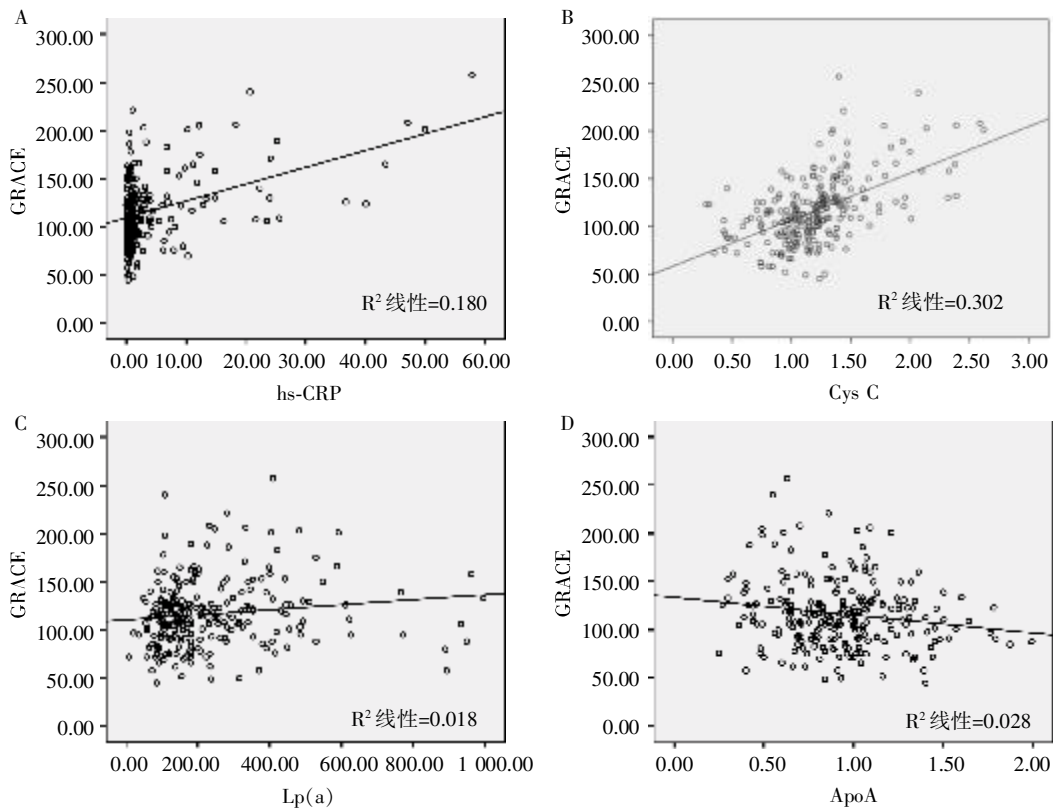 A
300.00
250.00
200.00
150.00
100.00
50.00
0.00
GRACE
R² 线性=0.180
0.00 10.00 20.00 30.00 40.00 50.00 60.00
hs-CRP
B
300.00
250.00
200.00
150.00
100.00
50.00
0.00
GRACE
R² 线性=0.302
0.00 0.50 1.00 1.50 2.00 2.50 3.00
Cys C
C
300.00
250.00
200.00
150.00
100.00
50.00
0.00
GRACE
R² 线性=0.018
0.00 200.00 400.00 600.00 800.00 1 000.00
Lp(a)
D
300.00
250.00
200.00
150.00
100.00
50.00
0.00
GRACE
R² 线性=0.028
0.00 0.50 1.00 1.50 2.00
ApoA